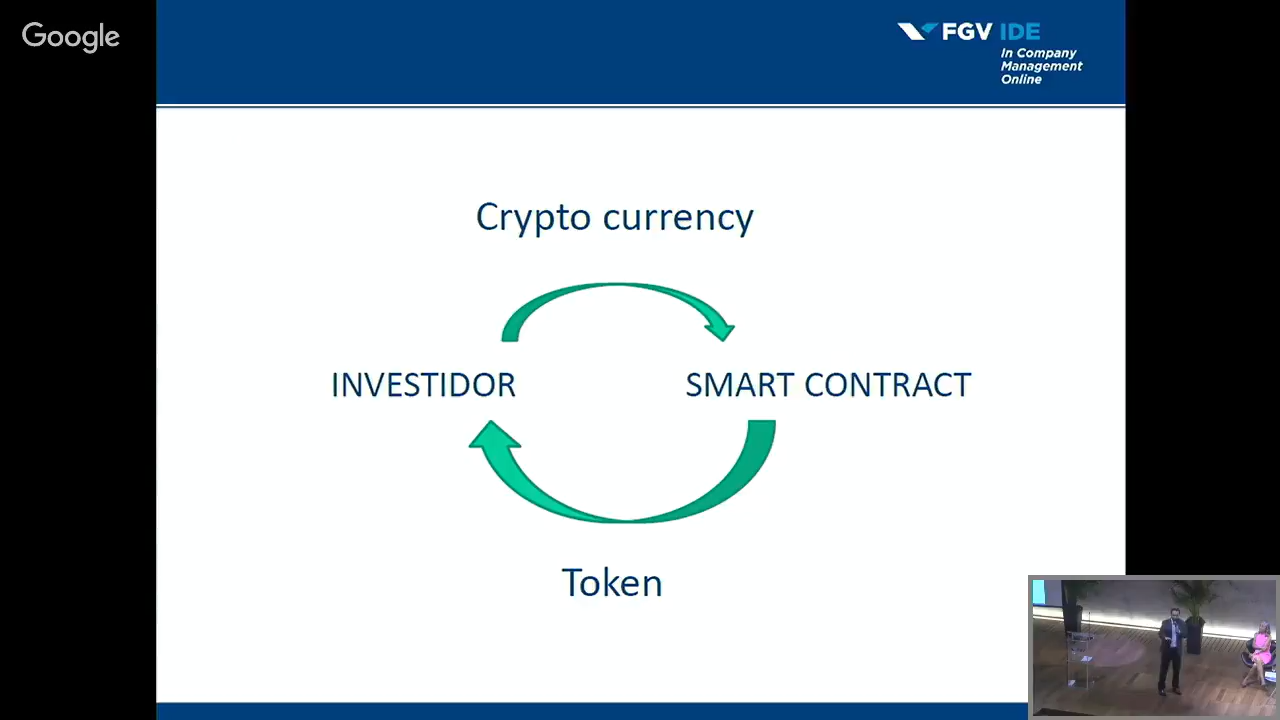 Google
FGV IDE
In Company
Management
Online
Crypto currency
INVESTIDOR
SMART CONTRACT
Token